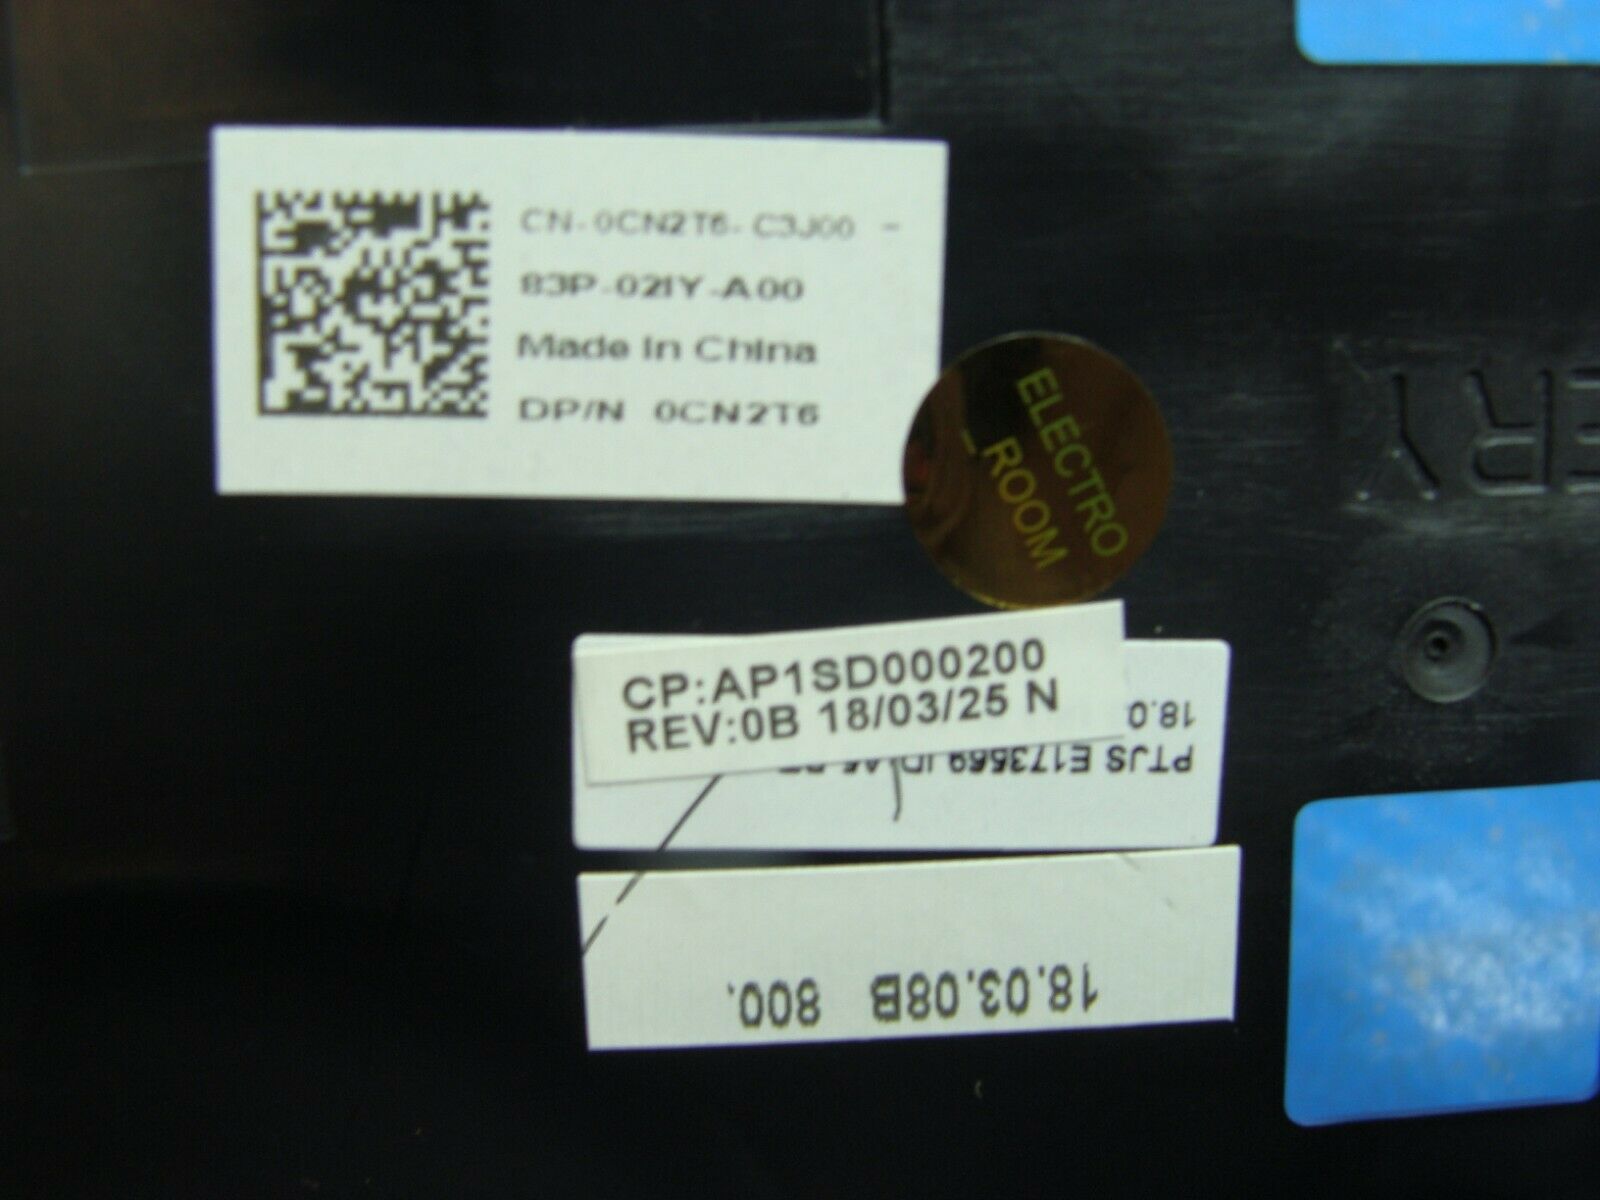 CN-0CN2T6-C3J00 -
83P-02IY-A00
Made in China
DP/N 0CN2T6
ELECTRO
ROOM
CP:AP1SD000200
REV:0B 18/03/25 N
18.0
PTJS E173569
18.03.08B 800.